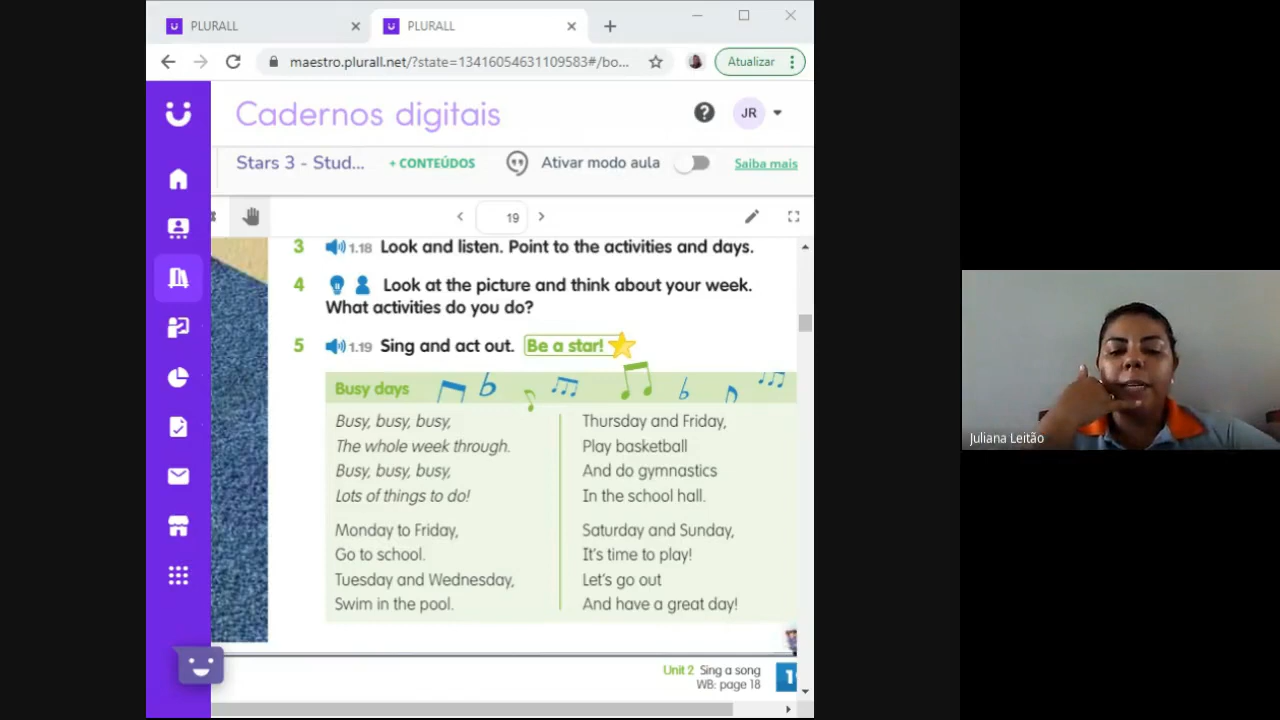 PLURALL
PLURALL
maestro.plurall.net/?state=13416054631109583#/bo...
Atualizar
Cadernos digitais
JR
Stars 3 - Stud...
+ CONTEÚDOS
Ativar modo aula
Saiba mais
19
3 1.18 Look and listen. Point to the activities and days.
4 Look at the picture and think about your week.
What activities do you do?
5 1.19 Sing and act out. Be a star!
Busy days
Busy, busy, busy,
The whole week through.
Busy, busy, busy,
Lots of things to do!
Monday to Friday,
Go to school.
Tuesday and Wednesday,
Swim in the pool.
Thursday and Friday,
Play basketball
And do gymnastics
In the school hall.
Saturday and Sunday,
It's time to play!
Let's go out
And have a great day!
Unit 2 Sing a song
WB: page 18
Juliana Leitão